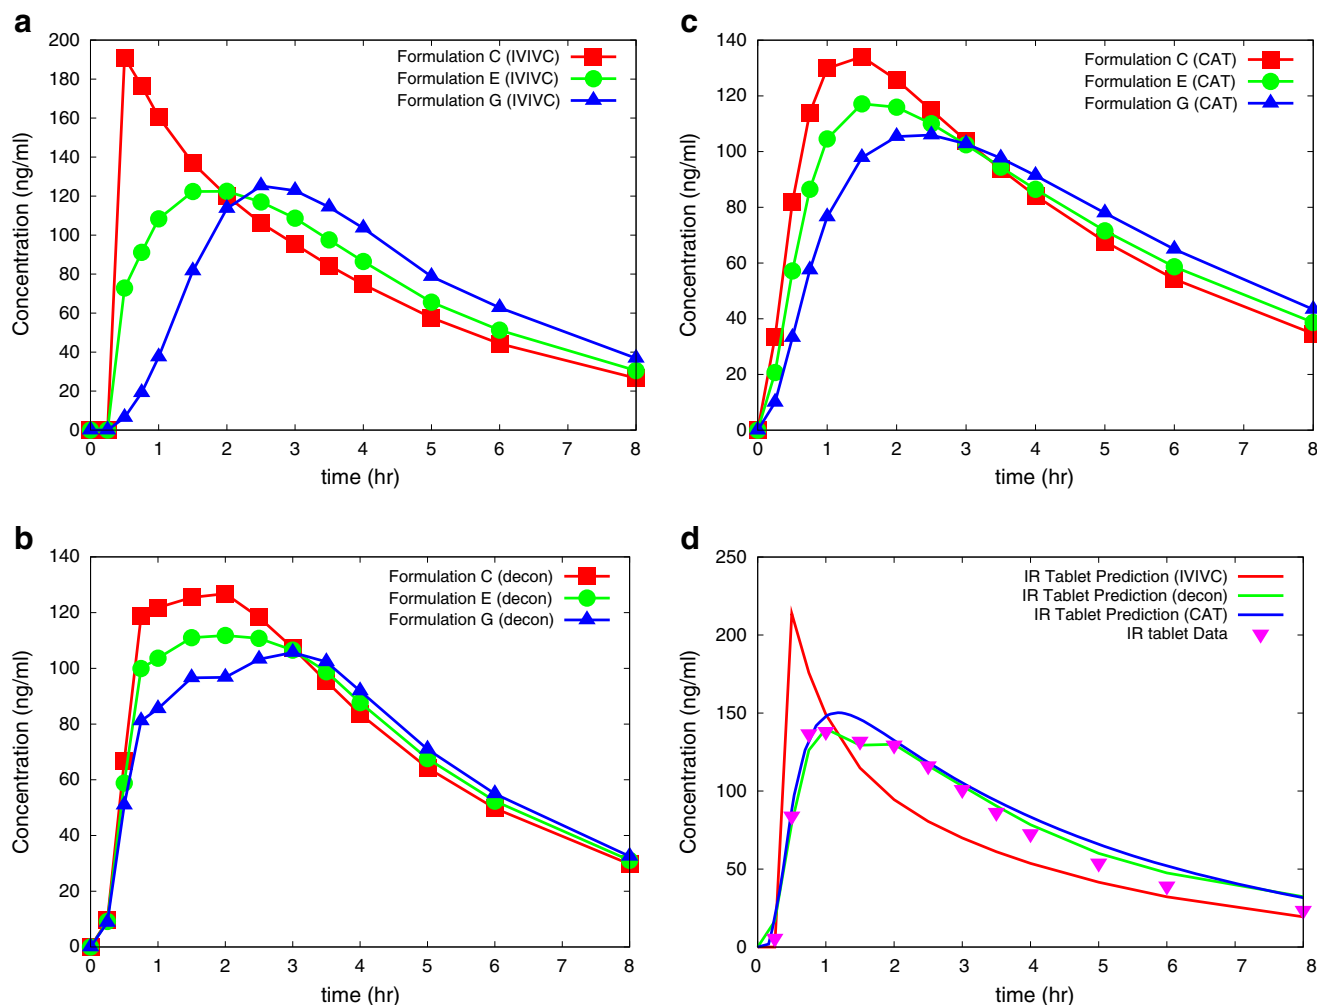 a
200
180
160
140
120
100
80
60
40
20
0
0 1 2 3 4 5 6 7 8
Concentration (ng/ml)
time (hr)
Formulation C (IVIVC)
Formulation E (IVIVC)
Formulation G (IVIVC)
c
140
120
100
80
60
40
20
0
0 1 2 3 4 5 6 7 8
Concentration (ng/ml)
time (hr)
Formulation C (CAT)
Formulation E (CAT)
Formulation G (CAT)
b
140
120
100
80
60
40
20
0
0 1 2 3 4 5 6 7 8
Concentration (ng/ml)
time (hr)
Formulation C (decon)
Formulation E (decon)
Formulation G (decon)
d
250
200
150
100
50
0
0 1 2 3 4 5 6 7 8
Concentration (ng/ml)
time (hr)
IR Tablet Prediction (IVIVC)
IR Tablet Prediction (decon)
IR Tablet Prediction (CAT)
IR tablet Data